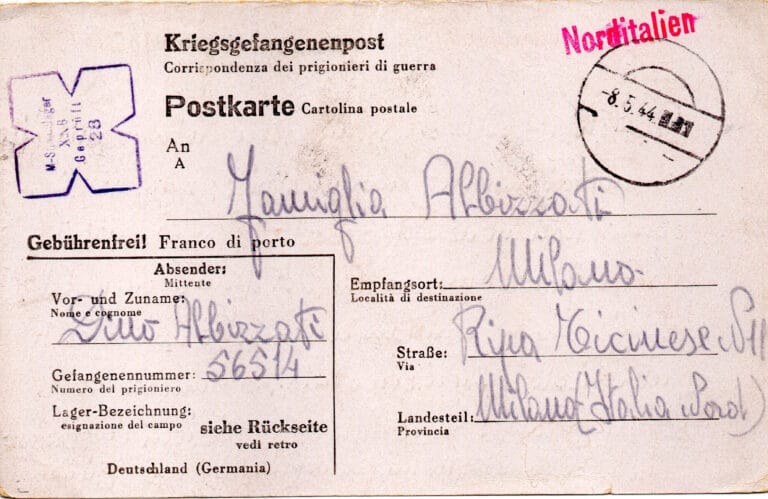 Norditalien
Kriegsgefangenenpost
Corrispondenza dei prigionieri di guerra
Postkarte Cartolina postale
-8.5.44
Geprüft
28
An
A
Famiglia Albizzati
Gebührenfrei! Franco di porto
Absender:
Mittente
Vor- und Zuname:
Nome e cognome
Dino Albizzati
Gefangenennummer: 56514
Numero del prigioniero
Lager-Bezeichnung:
esignazione del campo
siehe Rückseite
vedi retro
Deutschland (Germania)
Empfangsort: Milano
Località di destinazione
Straße: Ripa Ticinese N 11
Via
Landesteil: Milano (Italia Nord)
Provincia